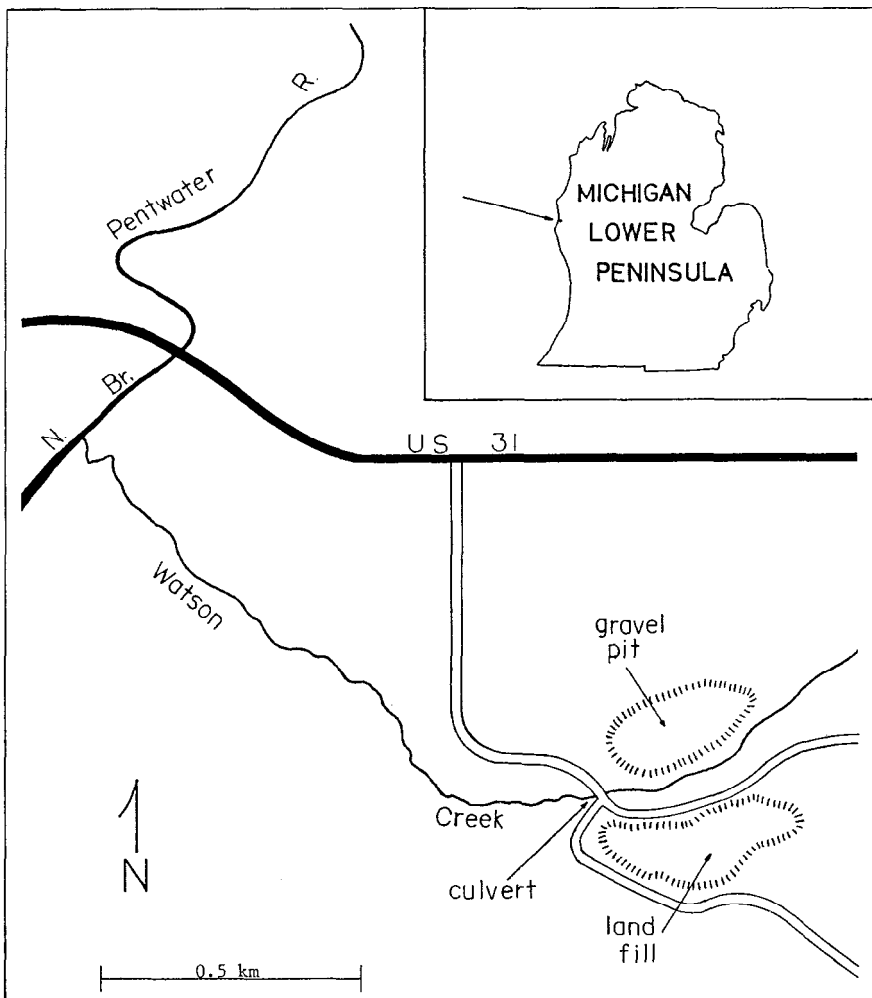 R.
Pentwater
Br.
N.
MICHIGAN
LOWER
PENINSULA
US 31
Watson
gravel
pit
Creek
culvert
N
land
fill
0.5 km